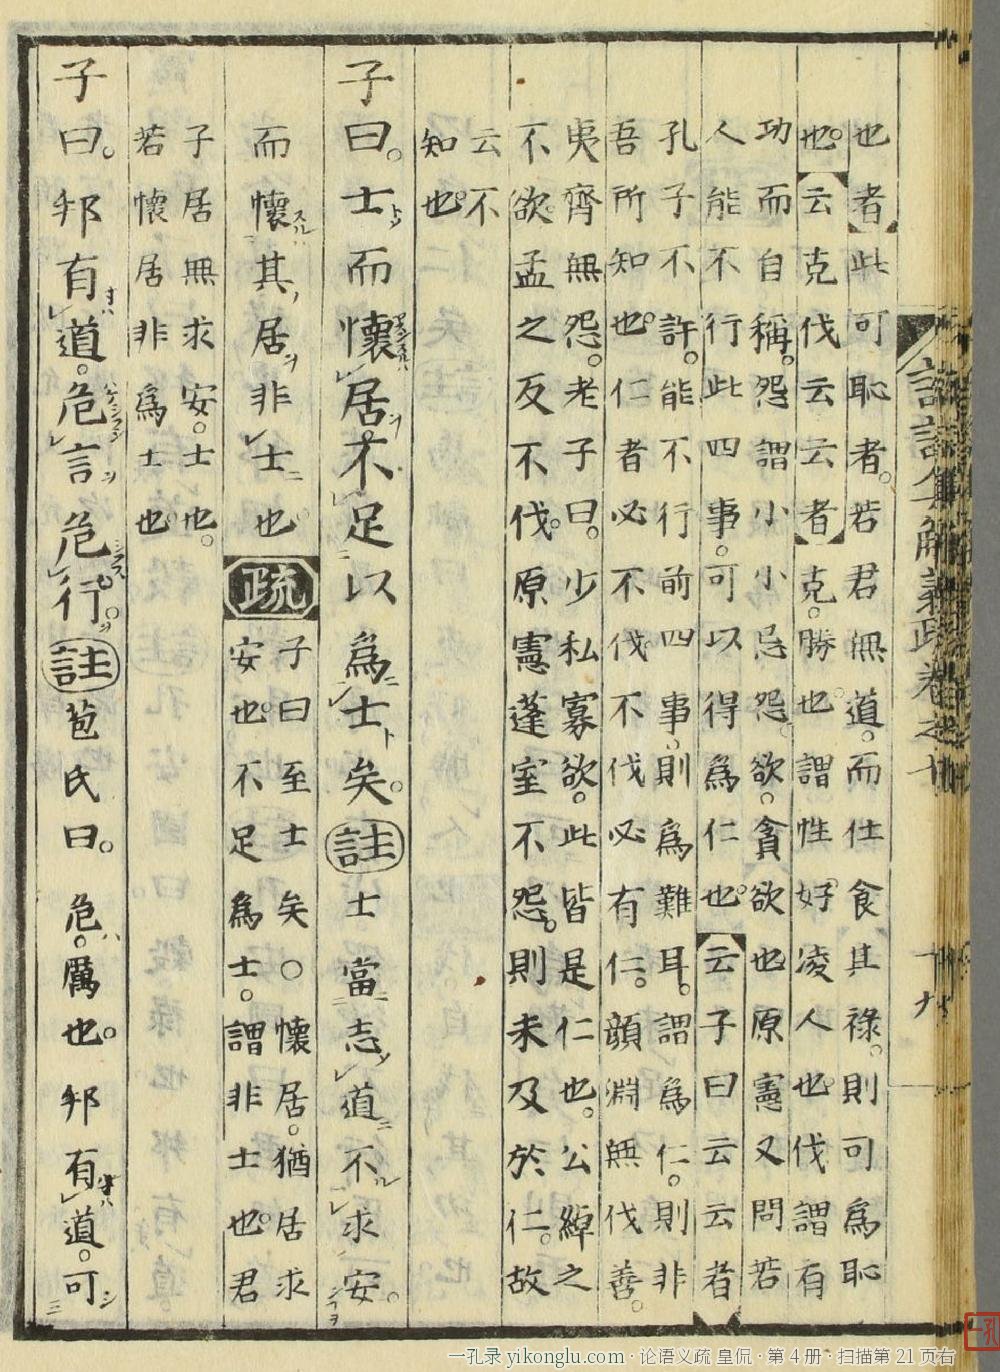 論語集解義疏卷之七 十九
也者此可恥者。若君無道。而仕食其祿。則可爲恥
也。云克伐云云者克。勝也。謂性好凌人也。伐謂有
功而自稱。怨謂小小忌怨。欲。貪欲也原憲又問若
人能不行此四事。可以得爲仁也。云子曰云云者
孔子不許。能不行前四事。則爲難耳。謂爲仁。則非
吾所知也。仁者必不伐。不伐必有仁。顔淵無伐善。
夷齊無怨。老子曰。少私寡欲。此皆是仁也。公綽之
不欲。孟之反不伐。原憲蓬室不怨。則未及於仁。故
云不
知也。
子曰。士而懷居。不足以爲士矣。註士當志道不求安。
而懷其居非士也。疏
子曰至士矣○懷居。猶居求
安也。不足爲士。謂非士也。君
子居無求安。士也。
若懷居非爲士也。
子曰。邦有道。危言危行。註苞氏曰。危。厲也。邦有道。可
一孔录 yikonglu.com · 论语义疏 皇侃 · 第 4 册 · 扫描第 21 页右
一孔